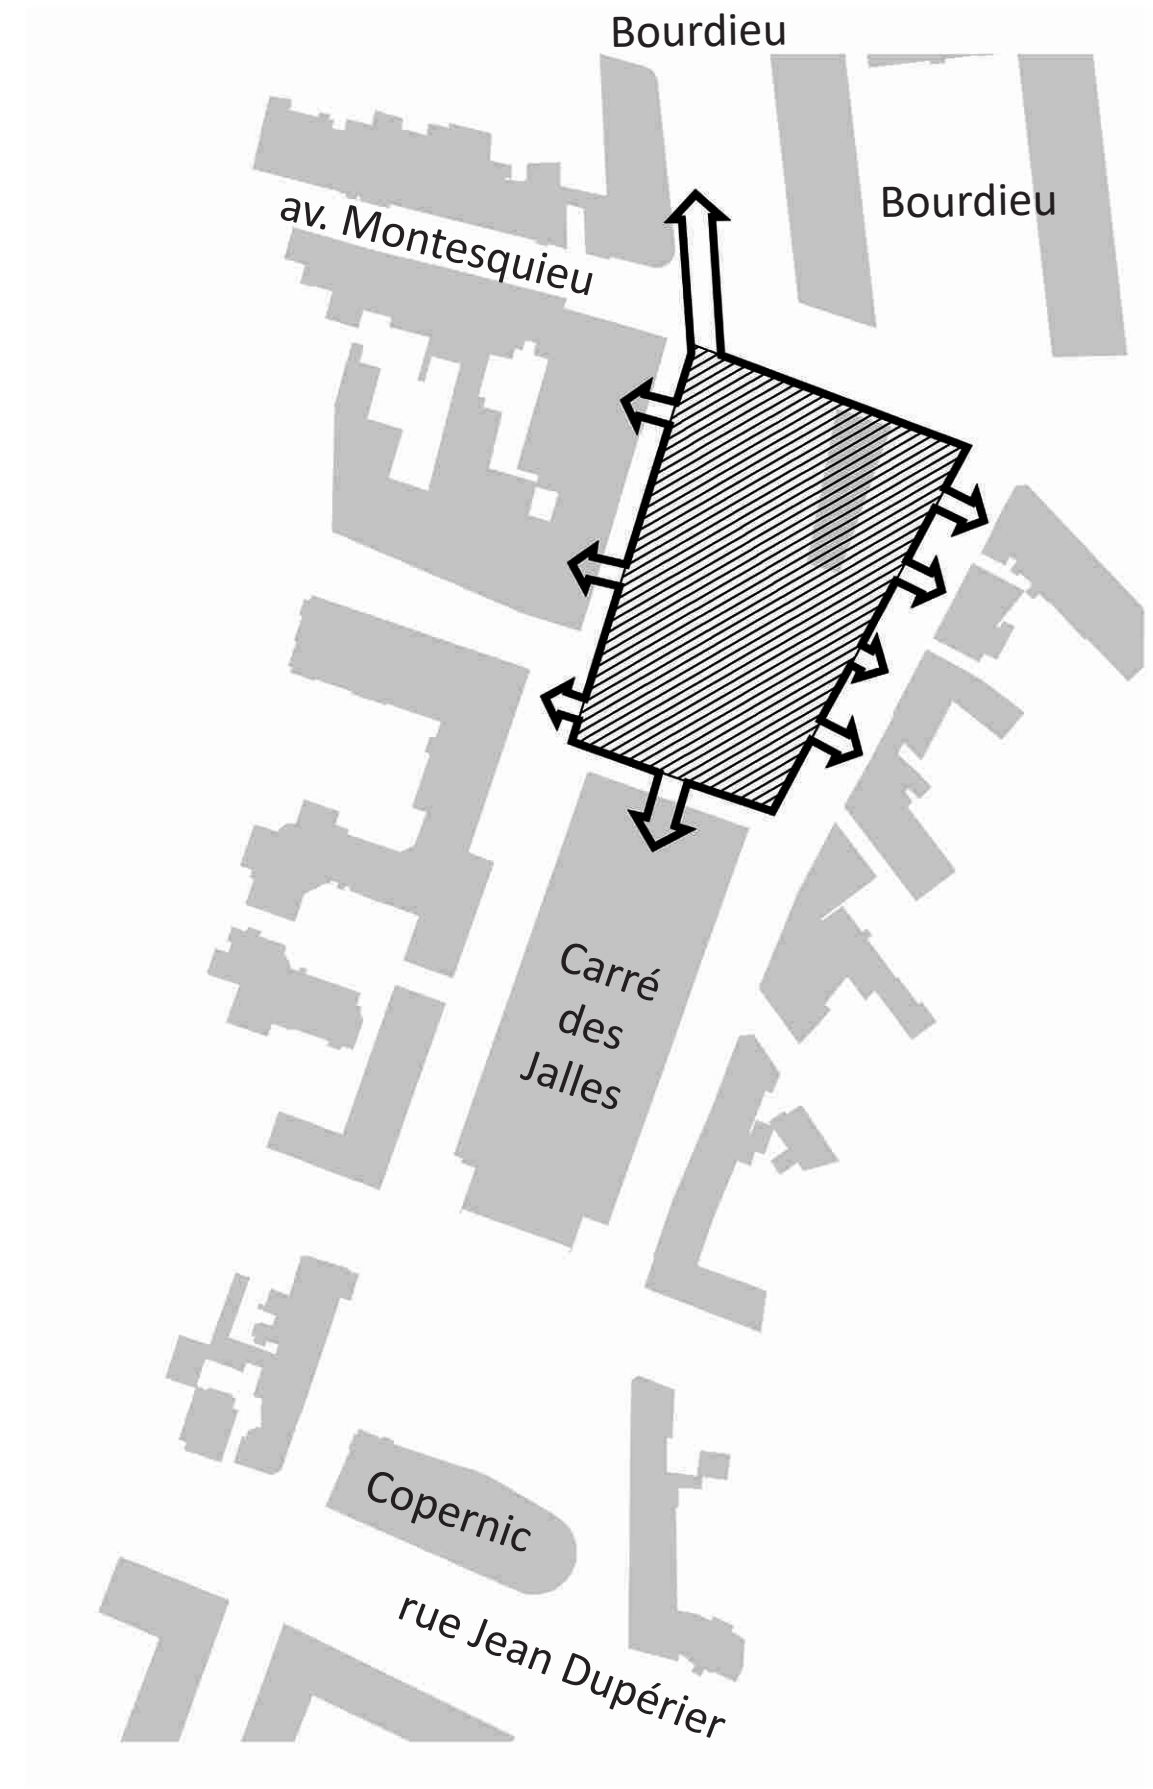 Bourdieu
Bourdieu
av. Montesquieu
Carré
des
Jalles
Copernic
rue Jean Dupérier